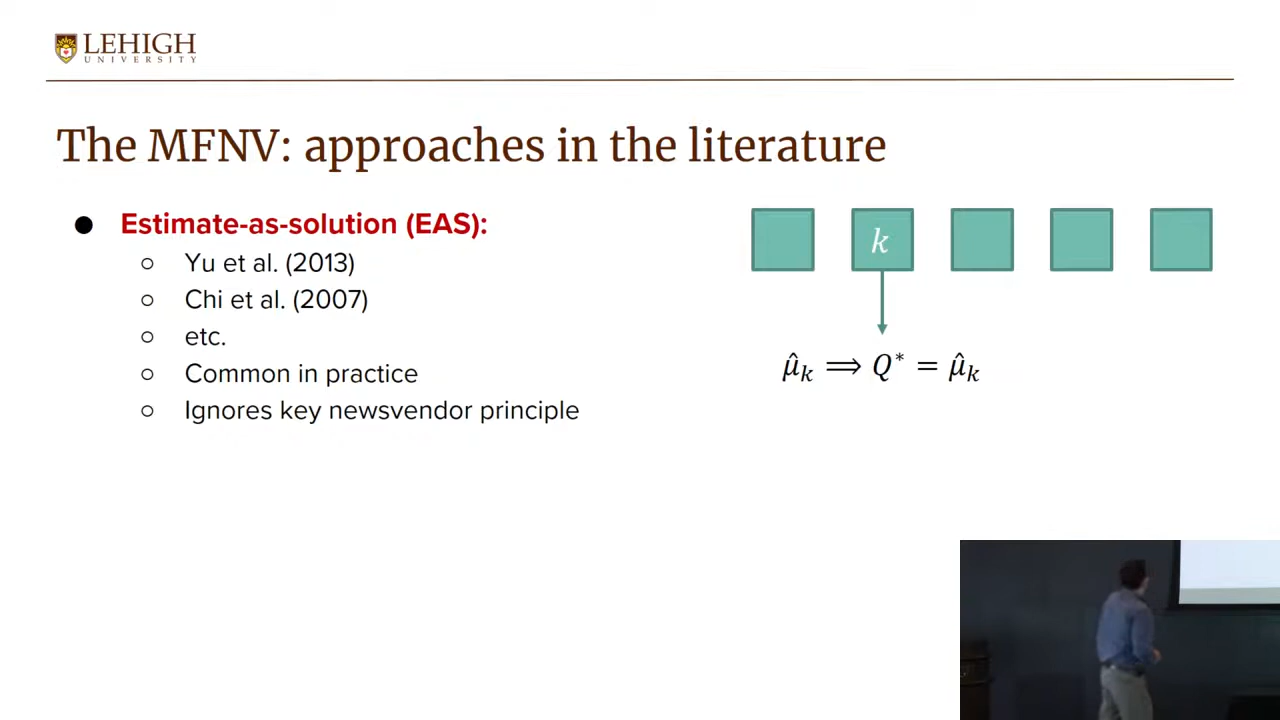 LEHIGH
UNIVERSITY
The MFNV: approaches in the literature
● Estimate-as-solution (EAS):
○ Yu et al. (2013)
○ Chi et al. (2007)
○ etc.
○ Common in practice
○ Ignores key newsvendor principle
k
μ̂ₖ ⟹ Q* = μ̂ₖ